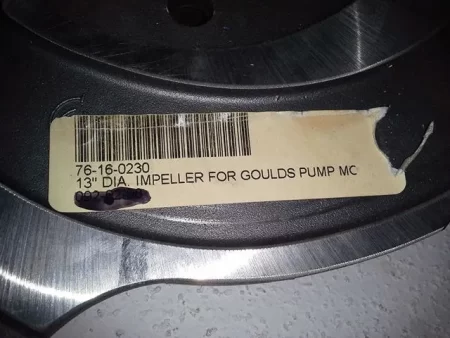 76-16-0230
13" DIA. IMPELLER FOR GOULDS PUMP MC